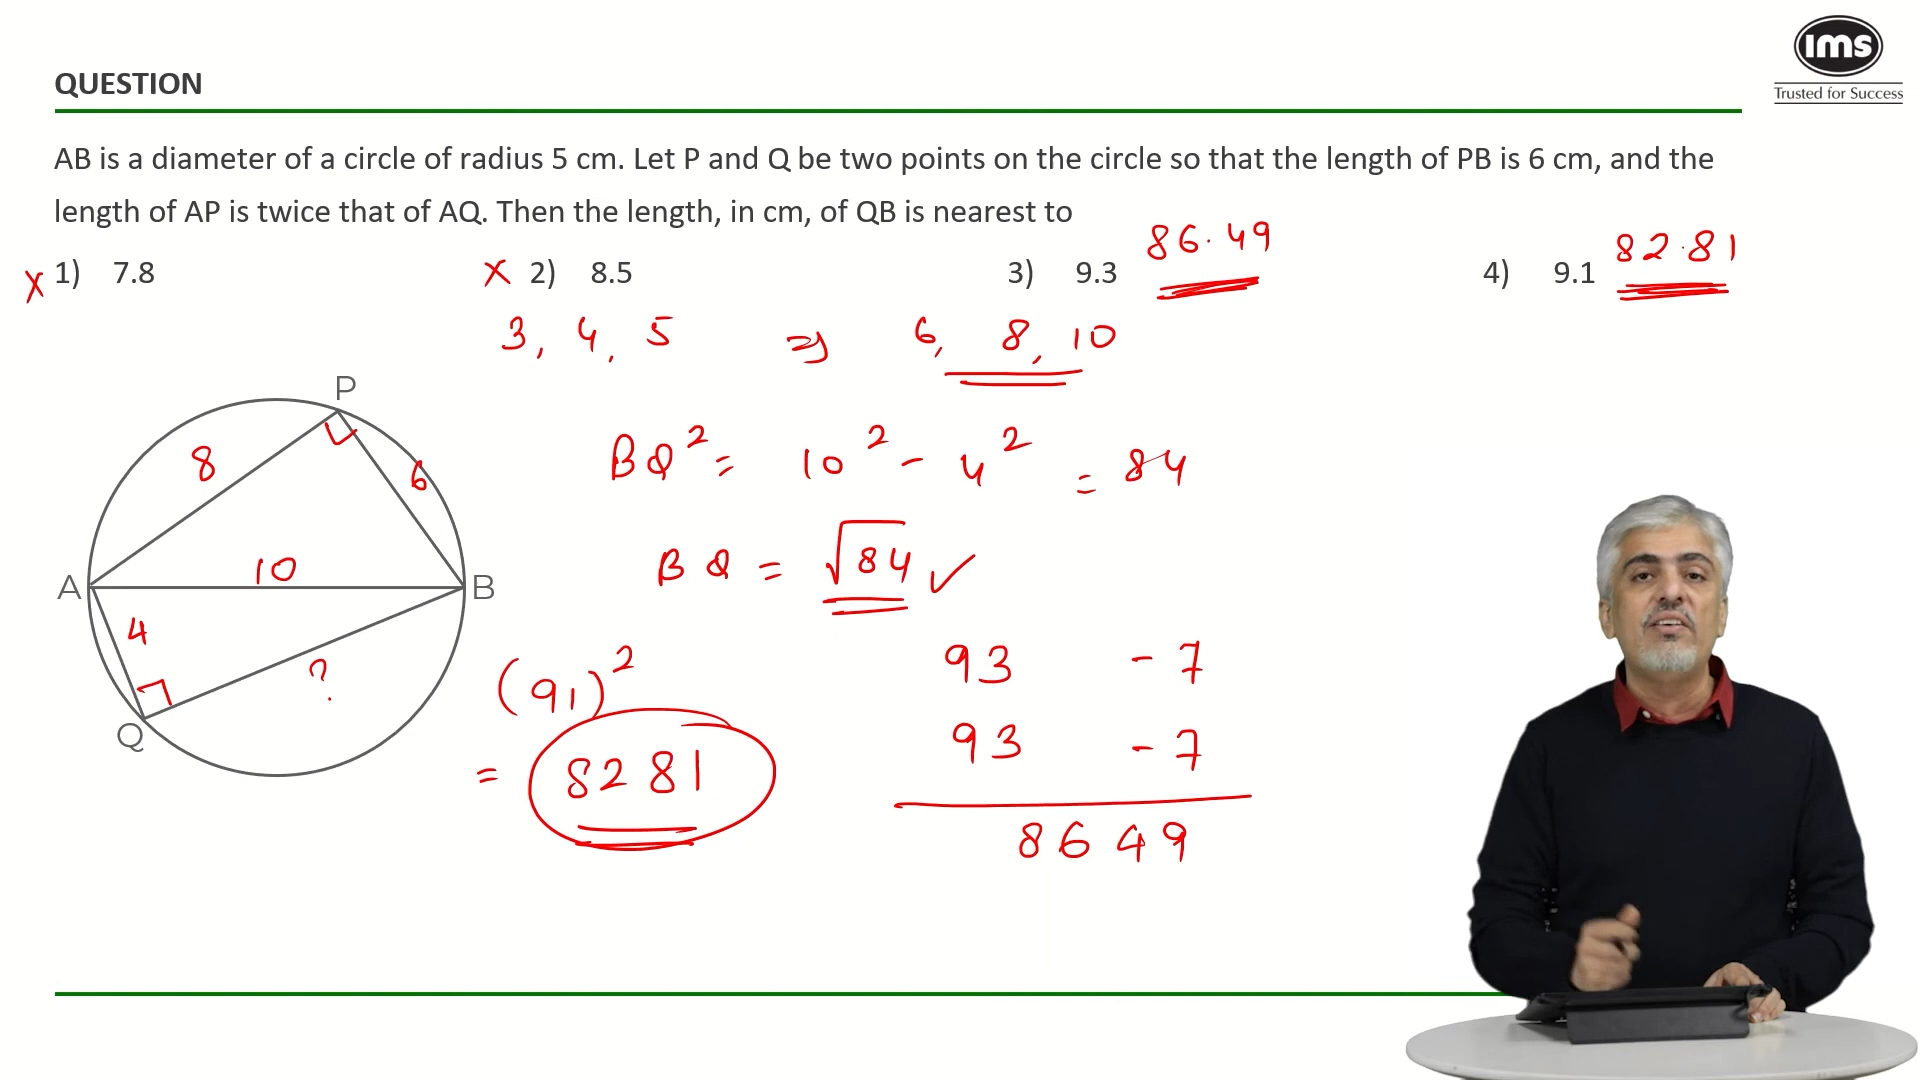 ims
Trusted for Success
QUESTION
AB is a diameter of a circle of radius 5 cm. Let P and Q be two points on the circle so that the length of PB is 6 cm, and the
length of AP is twice that of AQ. Then the length, in cm, of QB is nearest to
x 1) 7.8 x 2) 8.5 3) 9.3 86.49 4) 9.1 82.81
3, 4, 5 ⇒ 6, 8, 10
P
8
6
BQ² = 10² - 4² = 84
A 10 B
BQ = √84 ✓
4
?
Q
(91)²
= 8281
93 - 7
93 - 7
8649